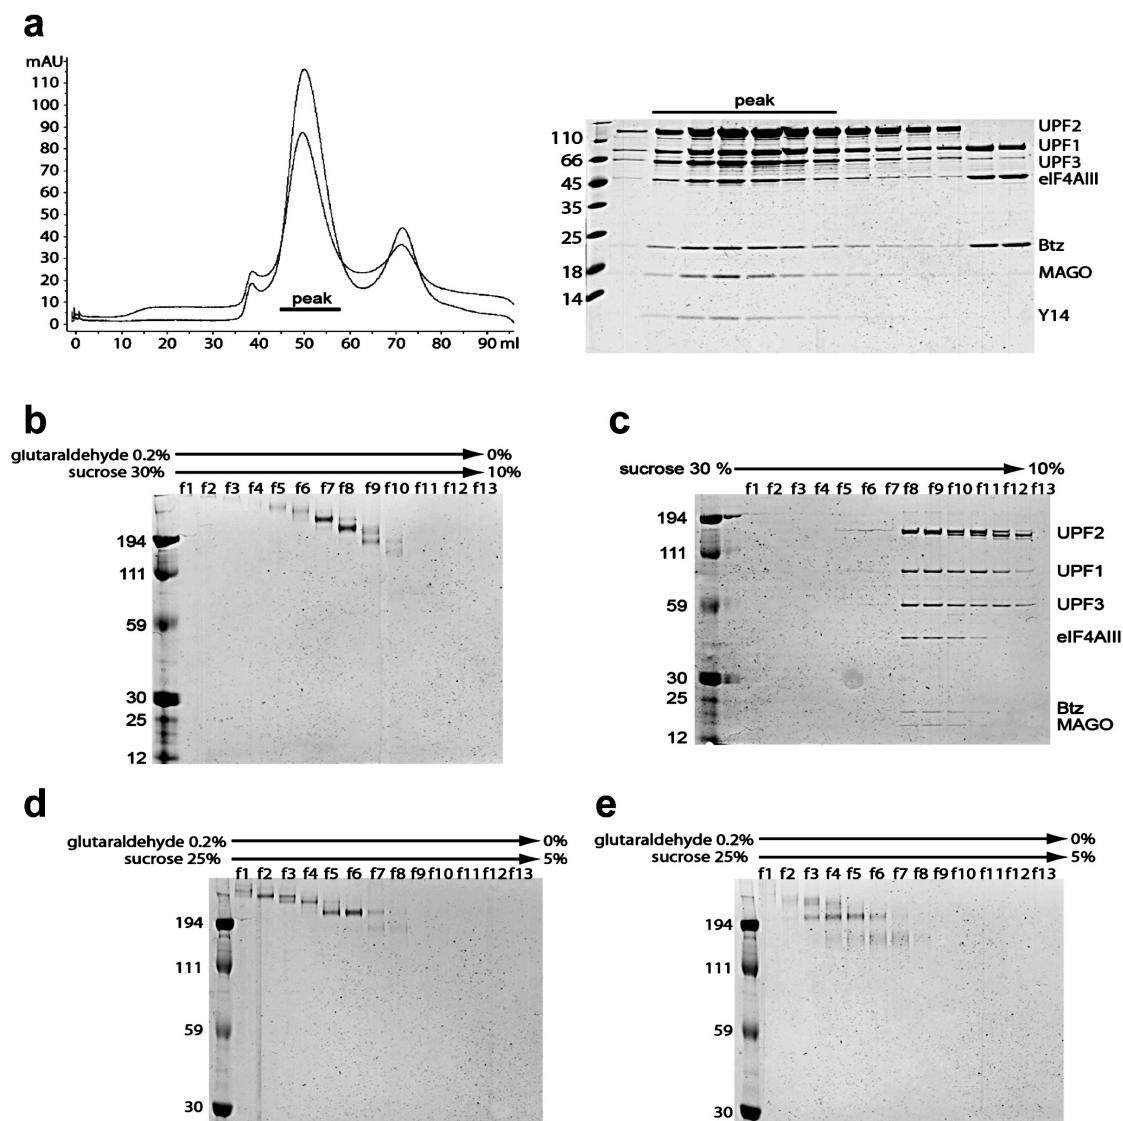 a
mAU
110
100
90
80
70
60
50
40
30
20
10
0
peak
0 10 20 30 40 50 60 70 80 90 ml
peak
110
66
45
35
25
18
14
UPF2
UPF1
UPF3
eIF4AIII
Btz
MAGO
Y14
b
glutaraldehyde 0.2% 0%
sucrose 30% 10%
f1 f2 f3 f4 f5 f6 f7 f8 f9 f10 f11 f12 f13
194
111
59
30
25
12
c
sucrose 30 % 10%
f1 f2 f3 f4 f5 f6 f7 f8 f9 f10 f11 f12 f13
194
111
59
30
25
12
UPF2
UPF1
UPF3
eIF4AIII
Btz
MAGO
d
glutaraldehyde 0.2% 0%
sucrose 25% 5%
f1 f2 f3 f4 f5 f6 f7 f8 f9 f10 f11 f12 f13
194
111
59
30
e
glutaraldehyde 0.2% 0%
sucrose 25% 5%
f1 f2 f3 f4 f5 f6 f7 f8 f9 f10 f11 f12 f13
194
111
59
30